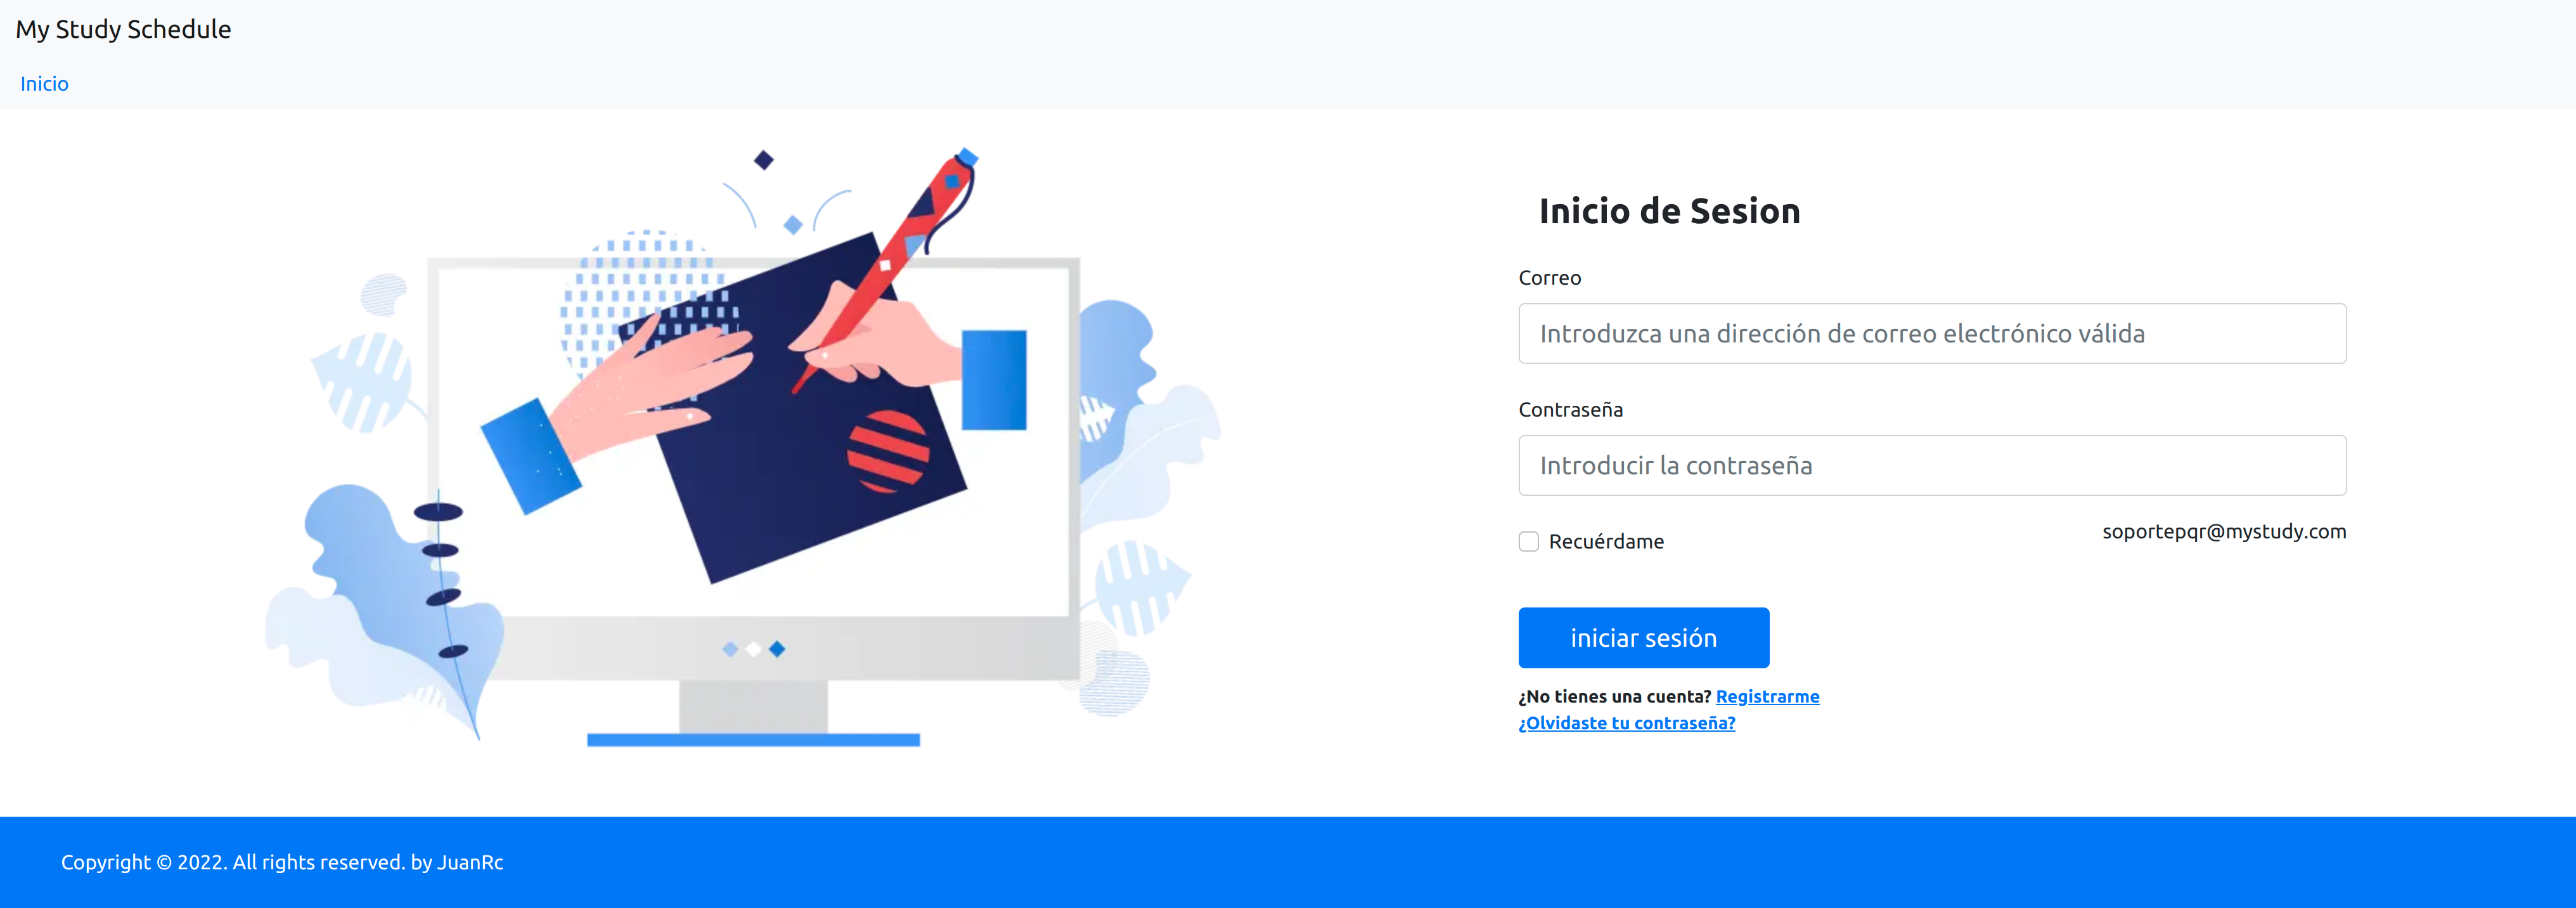 My Study Schedule
Inicio
Inicio de Sesion
Correo
Introduzca una dirección de correo electrónico válida
Contraseña
Introducir la contraseña
Recuérdame
soportepqr@mystudy.com
iniciar sesión
¿No tienes una cuenta? Registrarme
¿Olvidaste tu contraseña?
Copyright © 2022. All rights reserved. by JuanRc